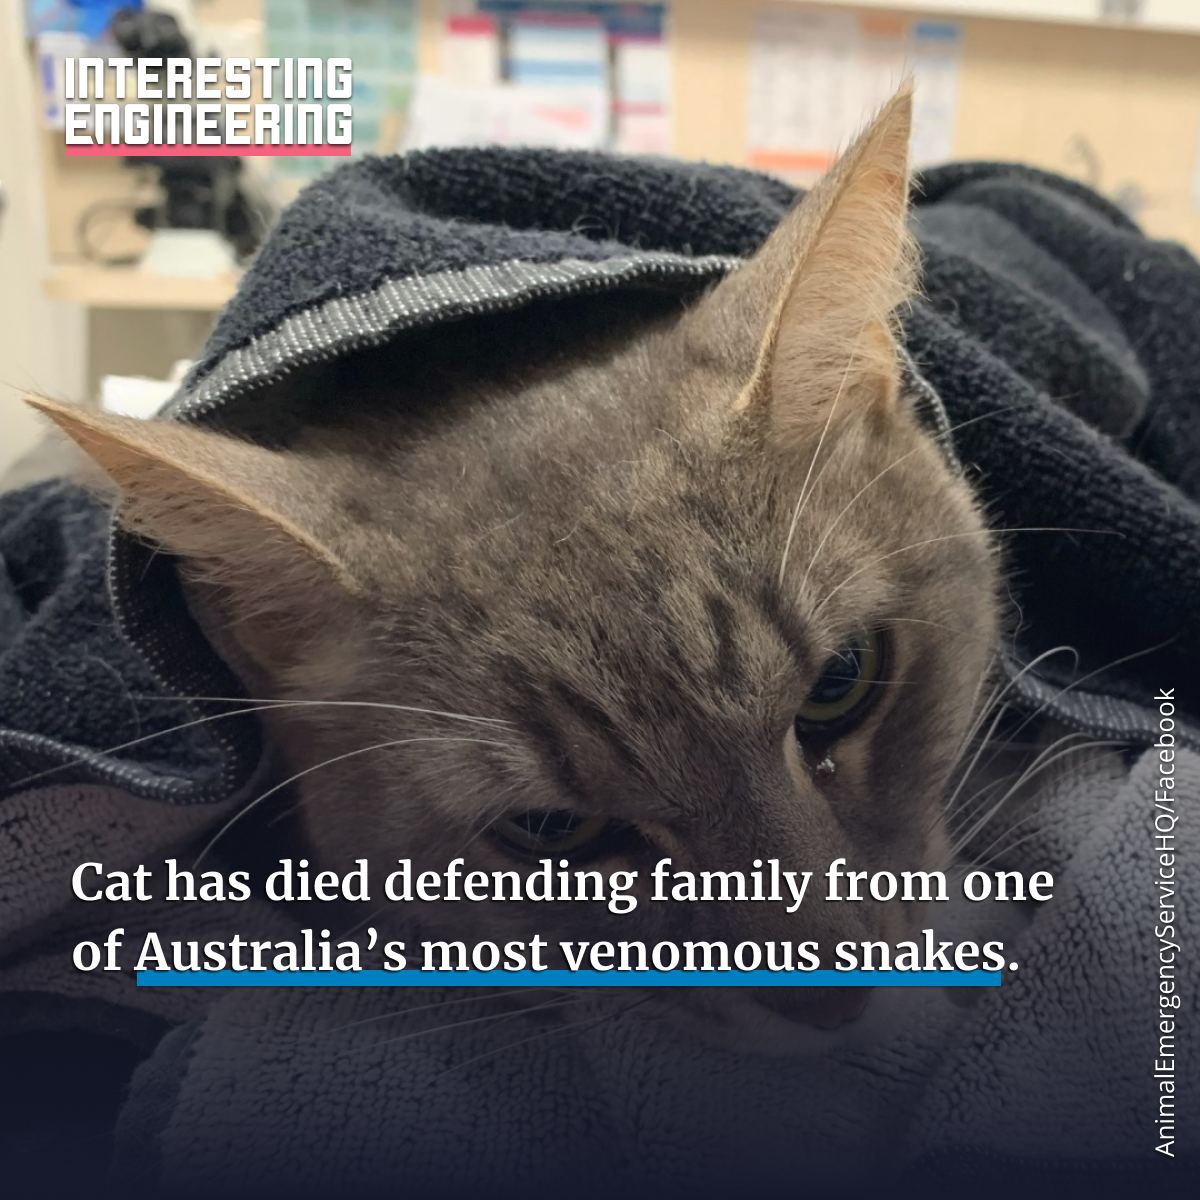 INTERESTING
ENGINEERING
Cat has died defending family from one
of Australia’s most venomous snakes.
AnimalEmergencyServiceHQ/Facebook